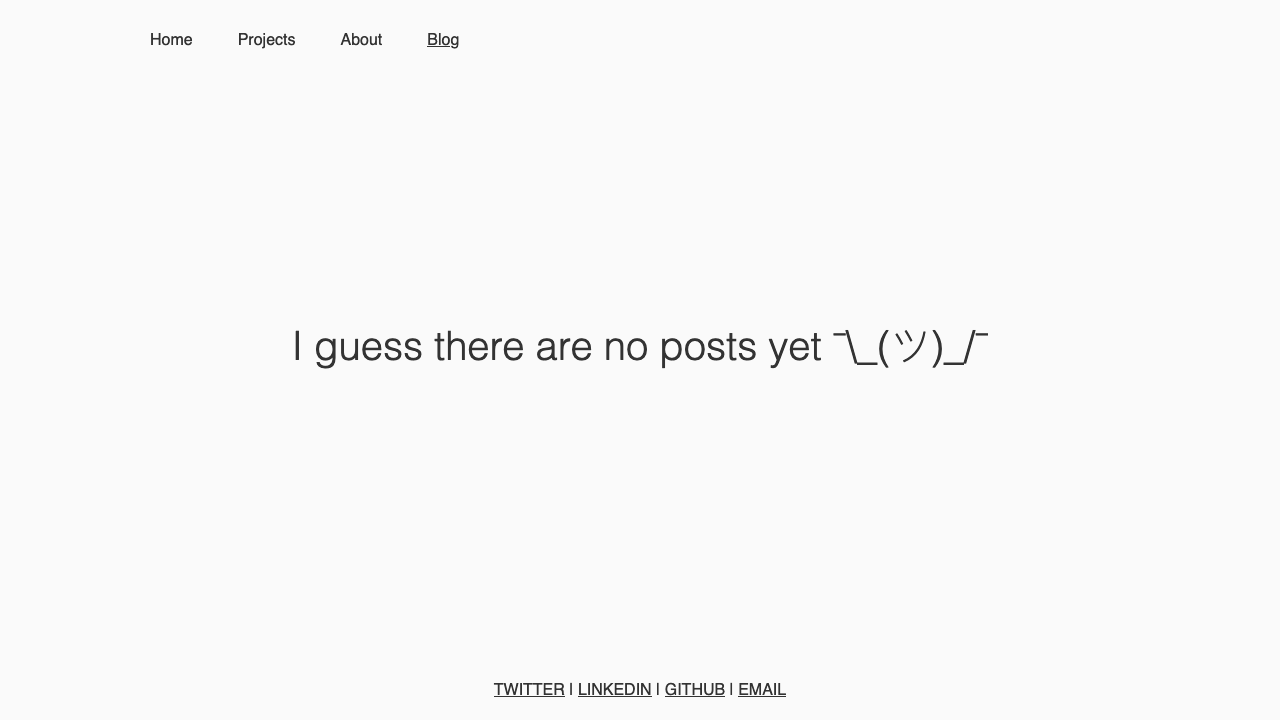 Home Projects About Blog
I guess there are no posts yet ¯\_(ツ)_/¯
TWITTER | LINKEDIN | GITHUB | EMAIL